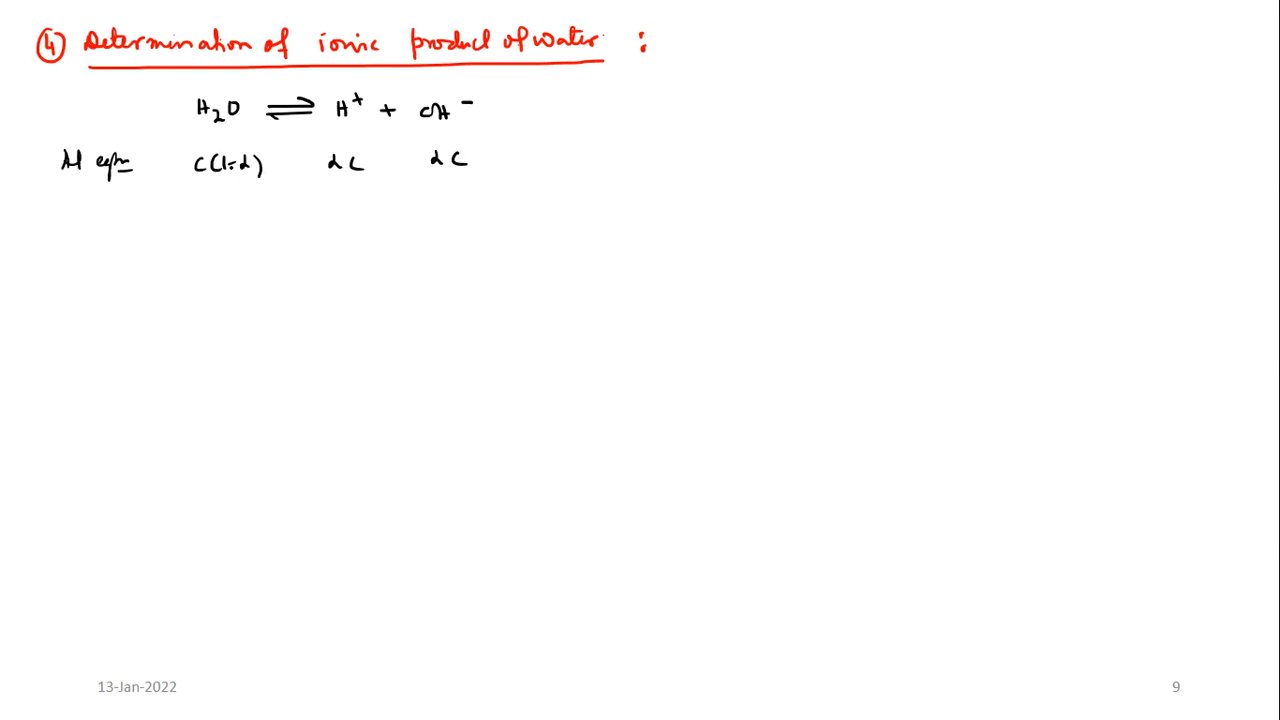 ④ Determination of ionic product of water :
H₂O ⇌ H⁺ + OH⁻
At eqm C(1-α) αC αC
13-Jan-2022
9